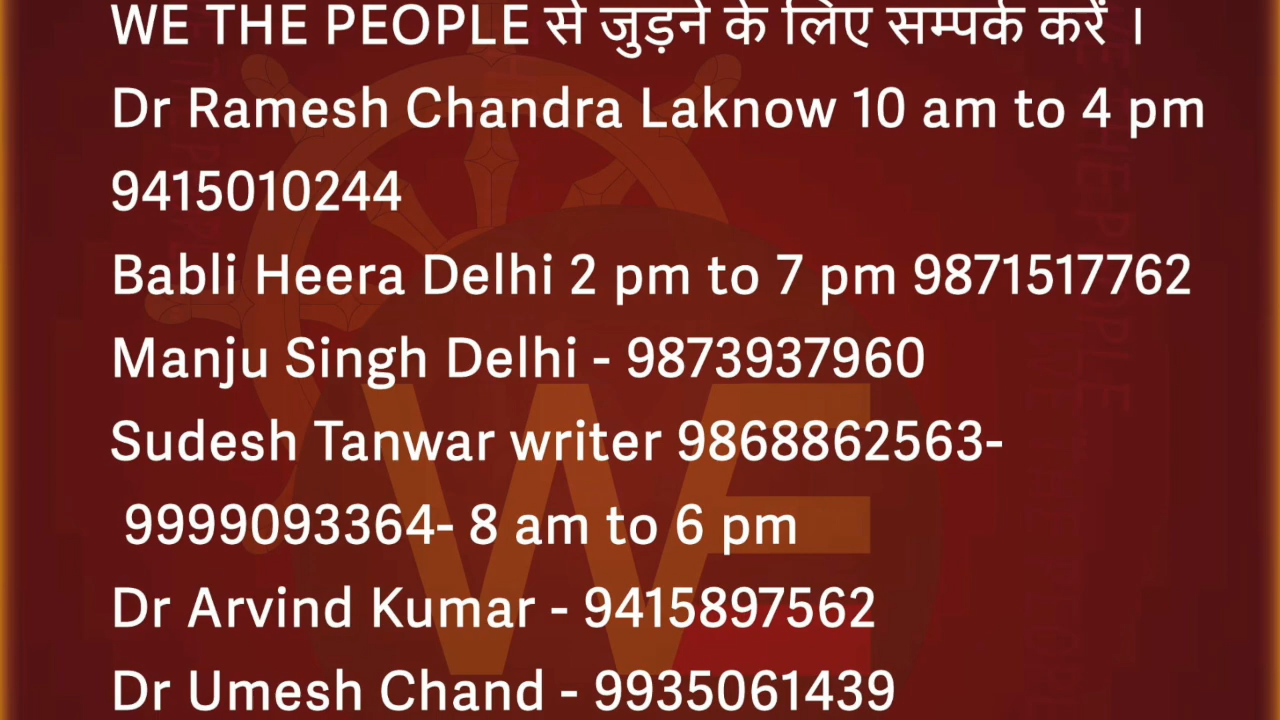 WE THE PEOPLE से जुड़ने के लिए सम्पर्क करें ।
Dr Ramesh Chandra Laknow 10 am to 4 pm
9415010244
Babli Heera Delhi 2 pm to 7 pm 9871517762
Manju Singh Delhi - 9873937960
Sudesh Tanwar writer 9868862563-
9999093364- 8 am to 6 pm
Dr Arvind Kumar - 9415897562
Dr Umesh Chand - 9935061439
WE